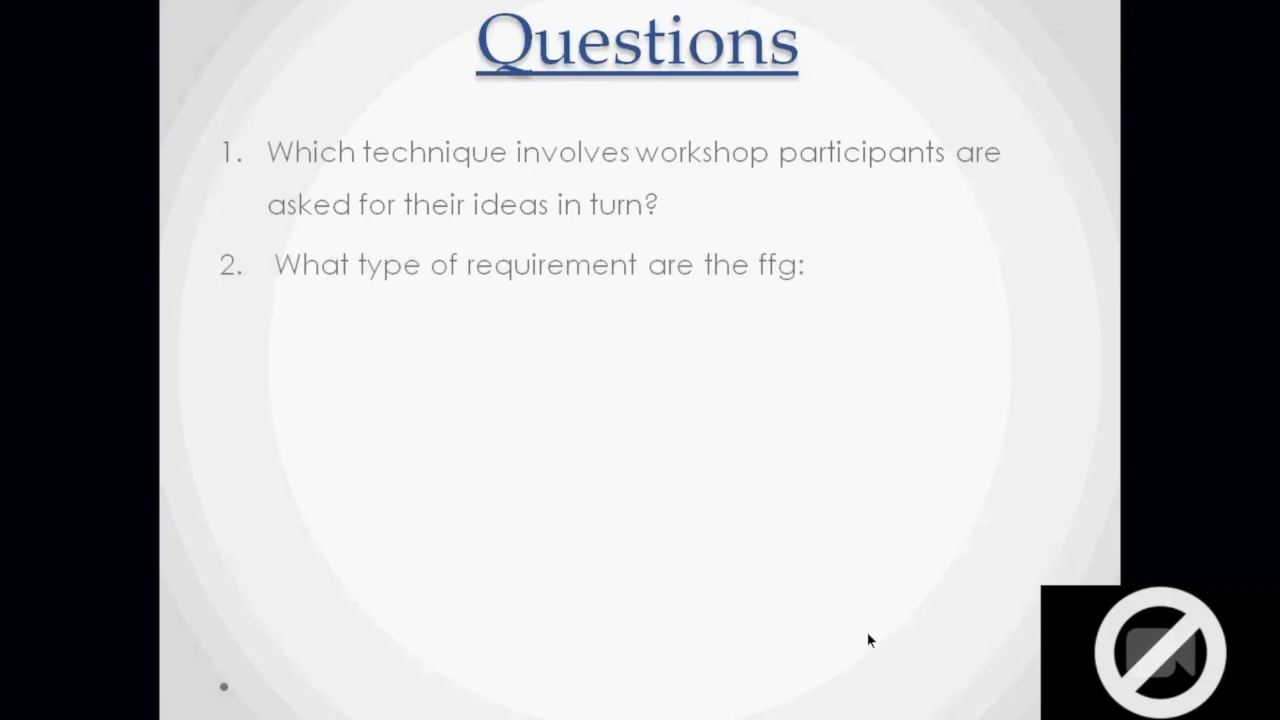 Questions
1. Which technique involves workshop participants are
asked for their ideas in turn?
2. What type of requirement are the ffg: